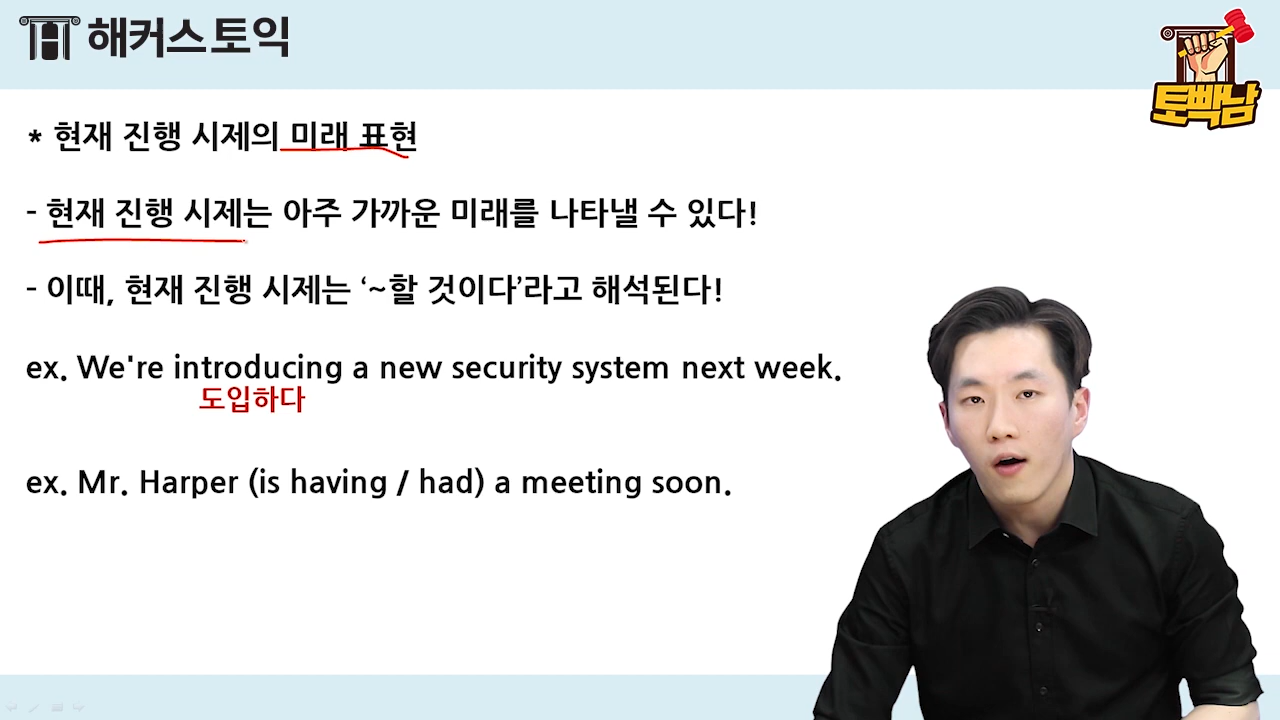 해커스토익
토빡남
* 현재 진행 시제의 미래 표현
- 현재 진행 시제는 아주 가까운 미래를 나타낼 수 있다!
- 이때, 현재 진행 시제는 ‘~할 것이다’라고 해석된다!
ex. We're introducing a new security system next week.
도입하다
ex. Mr. Harper (is having / had) a meeting soon.